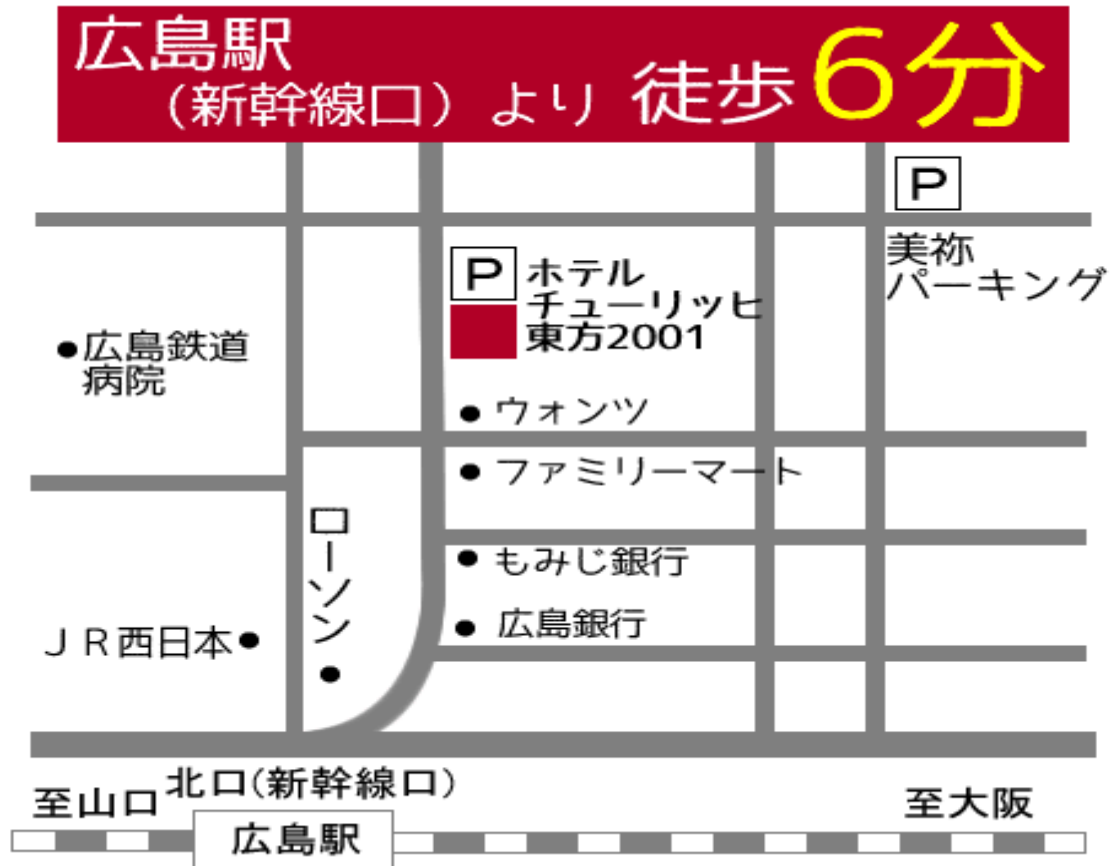 広島駅
（新幹線口）より 徒歩 6分
P
美祢
パーキング
P
ホテル
チューリッヒ
東方2001
広島鉄道
病院
ウォンツ
ファミリーマート
ローソン
もみじ銀行
広島銀行
ＪＲ西日本
北口(新幹線口)
至山口
至大阪
広島駅